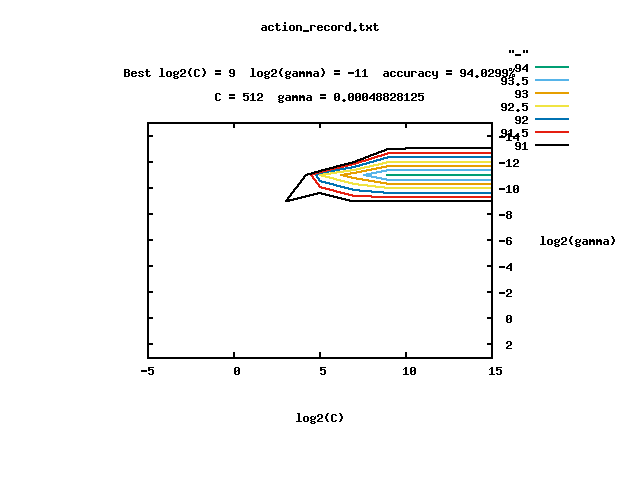 action_record.txt
"_"
Best log2(C) = 9  log2(gamma) = -11  accuracy = 94.0299%
94
93.5
93
92.5
92
91.5
91
C = 512  gamma = 0.00048828125
-14
-12
-10
-8
-6
-4
-2
0
2
log2(gamma)
-5 0 5 10 15
log2(C)